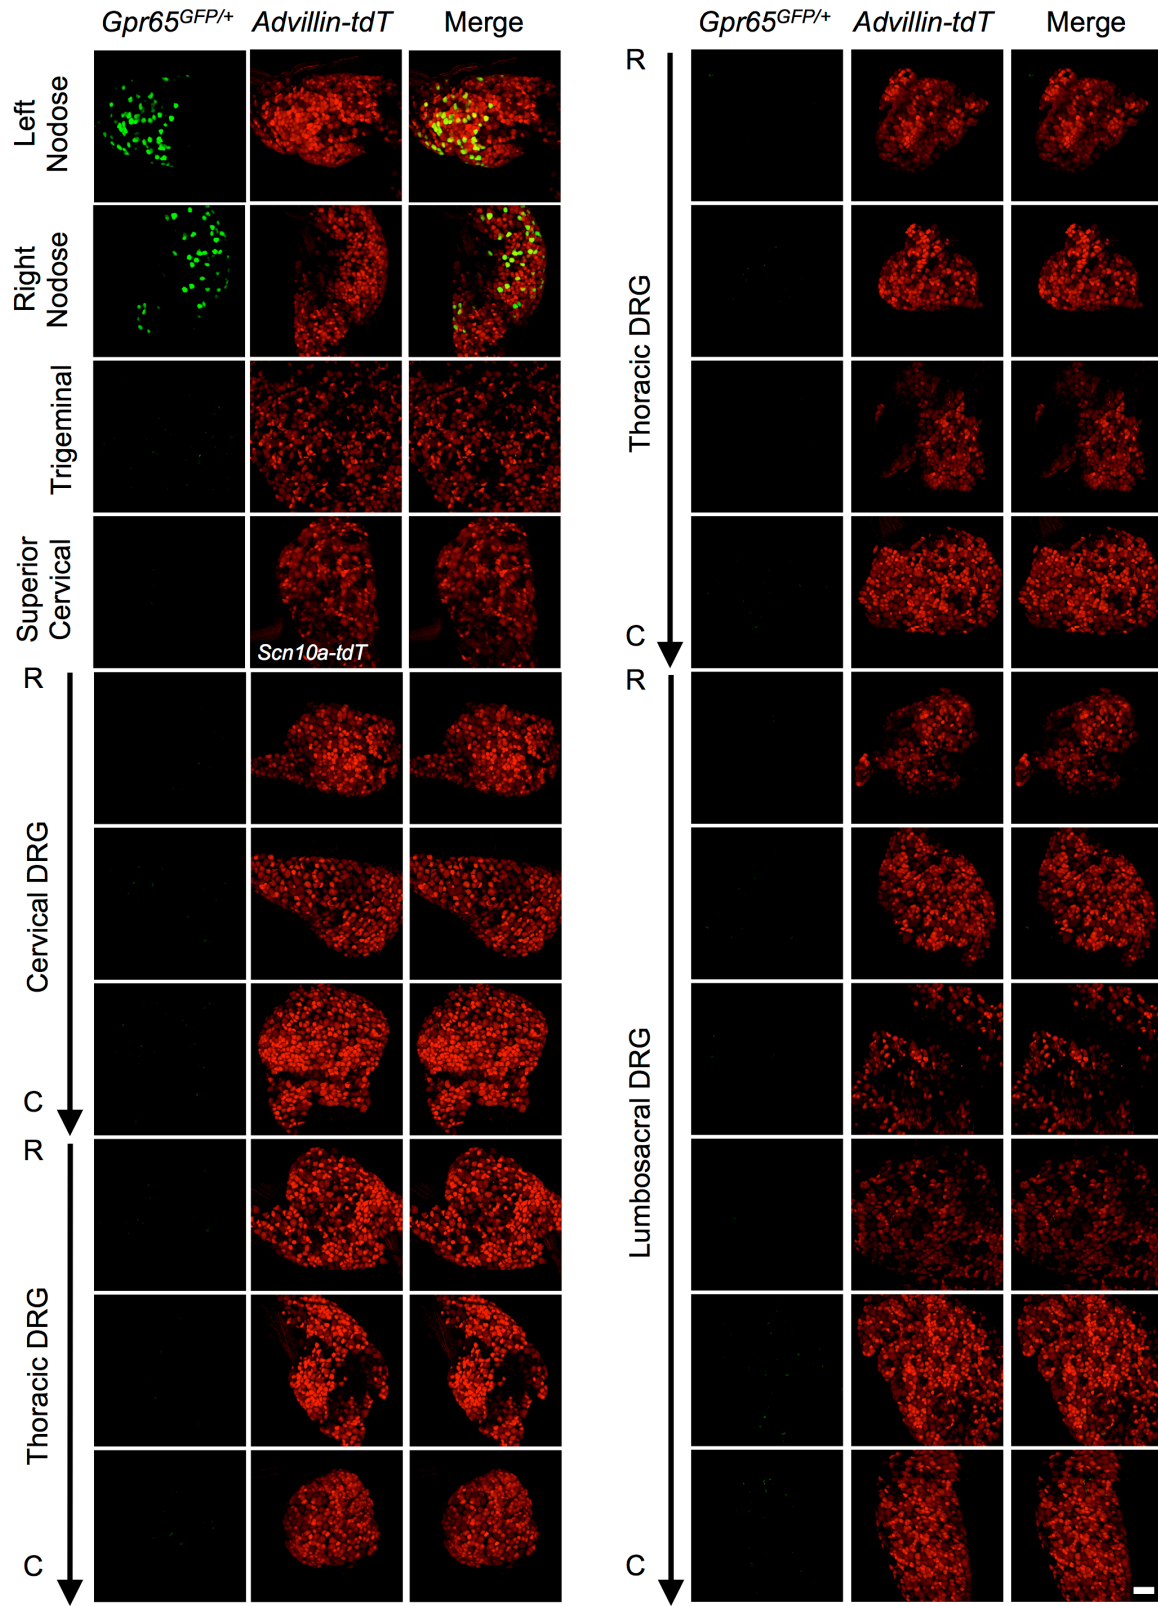 Gpr65GFP/+ Advillin-tdT Merge
Left
Nodose
Right
Nodose
Trigeminal
Superior
Cervical
Scn10a-tdT
R
Cervical DRG
C
R
Thoracic DRG
C
Gpr65GFP/+ Advillin-tdT Merge
R
Thoracic DRG
C
R
Lumbosacral DRG
C